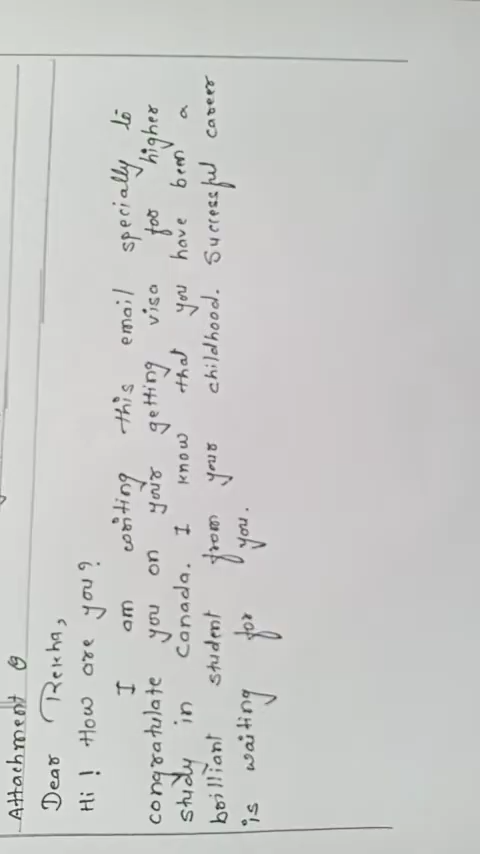 Attachment
Dear Rekha,
Hi! How are you?
I am writing this email specially to
congratulate you on your getting visa for higher
study in Canada. I know that you have been a
brilliant student from your childhood. Successful career
is waiting for you.